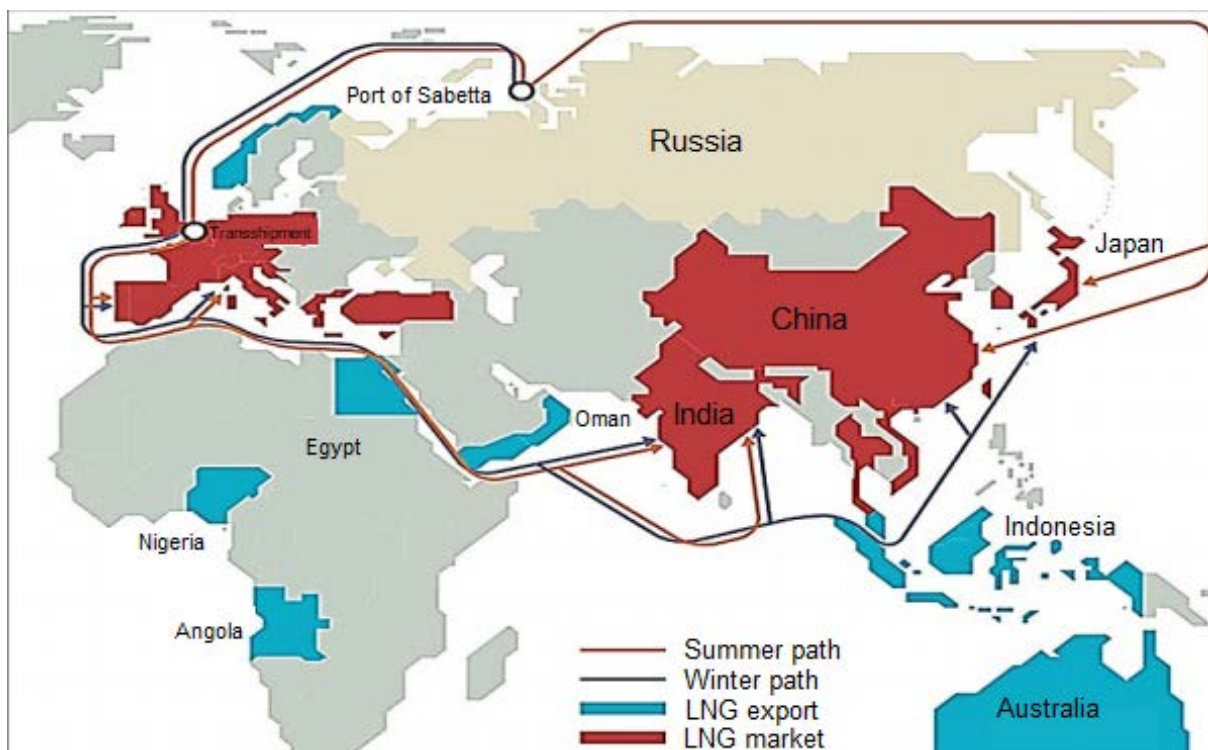 Port of Sabetta
Russia
Transshipment
Japan
China
India
Oman
Egypt
Indonesia
Nigeria
Angola
Summer path
Winter path
LNG export
Australia
LNG market